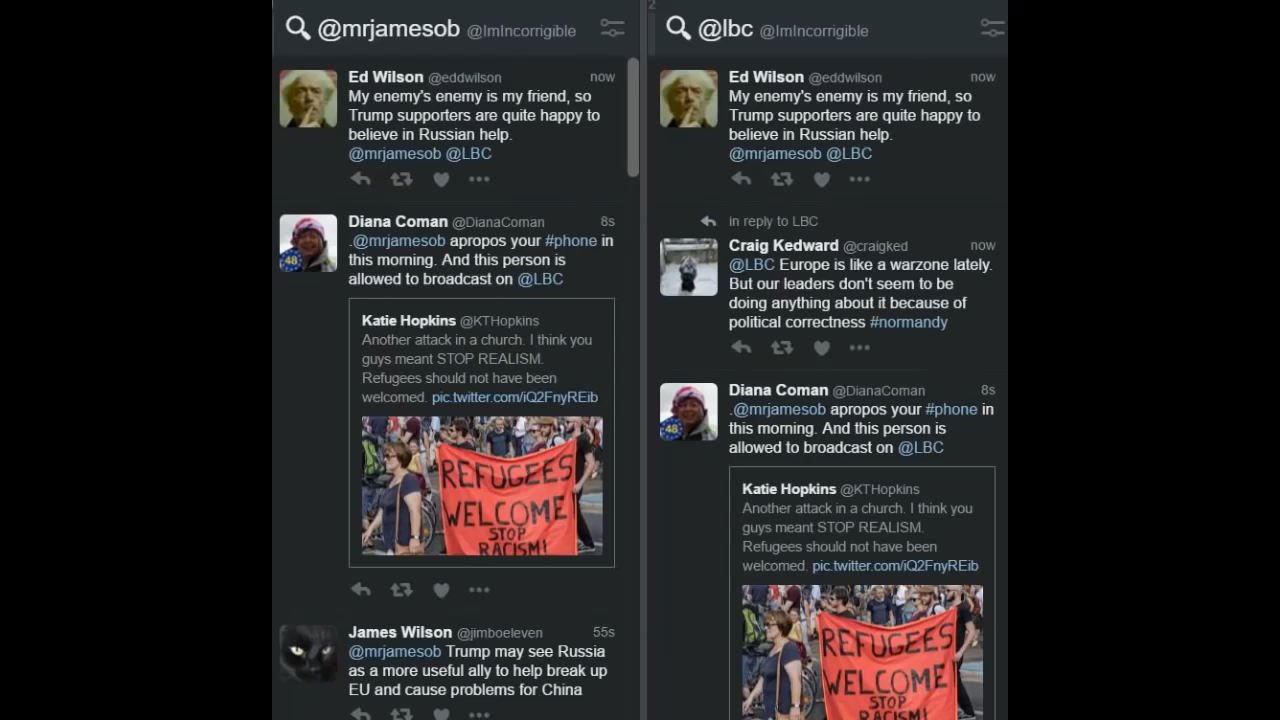 @mrjamesob @ImIncorrigible
Ed Wilson @eddwilson now
My enemy's enemy is my friend, so
Trump supporters are quite happy to
believe in Russian help.
@mrjamesob @LBC
Diana Coman @DianaComan 8s
.@mrjamesob apropos your #phone in
this morning. And this person is
allowed to broadcast on @LBC
48
Katie Hopkins @KTHopkins
Another attack in a church. I think you
guys meant STOP REALISM.
Refugees should not have been
welcomed. pic.twitter.com/iQ2FnyREib
REFUGEES
WELCOME
STOP
RACISM!
James Wilson @jimboeleven 55s
@mrjamesob Trump may see Russia
as a more useful ally to help break up
EU and cause problems for China
2
@lbc @ImIncorrigible
Ed Wilson @eddwilson now
My enemy's enemy is my friend, so
Trump supporters are quite happy to
believe in Russian help.
@mrjamesob @LBC
in reply to LBC
Craig Kedward @craigked now
@LBC Europe is like a warzone lately.
But our leaders don't seem to be
doing anything about it because of
political correctness #normandy
Diana Coman @DianaComan 8s
.@mrjamesob apropos your #phone in
this morning. And this person is
allowed to broadcast on @LBC
48
Katie Hopkins @KTHopkins
Another attack in a church. I think you
guys meant STOP REALISM.
Refugees should not have been
welcomed. pic.twitter.com/iQ2FnyREib
REFUGEES
WELCOME
STOP
RACISM!